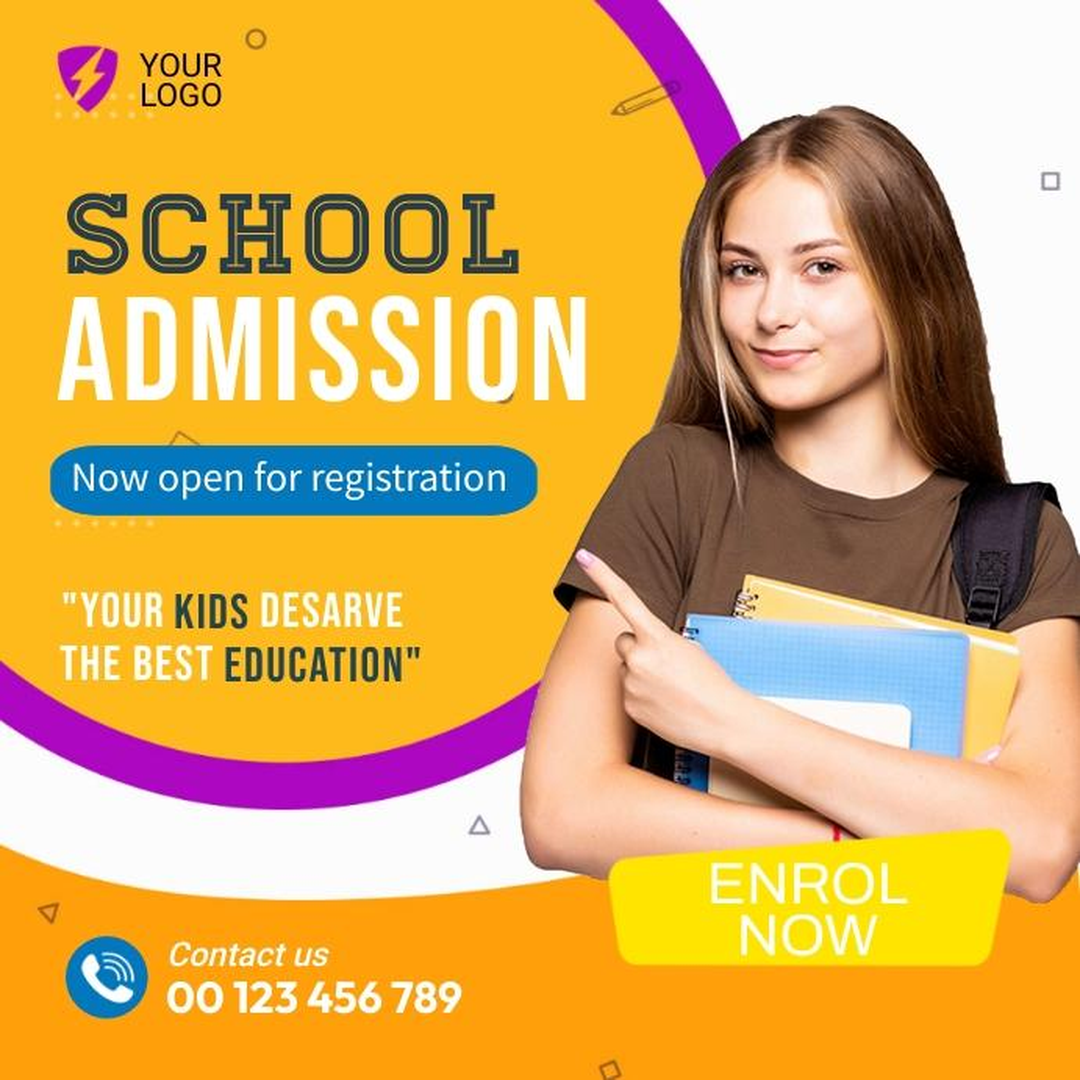 YOUR
LOGO
SCHOOL
ADMISSION
Now open for registration
"YOUR KIDS DESARVE
THE BEST EDUCATION"
ENROL
NOW
Contact us
00 123 456 789